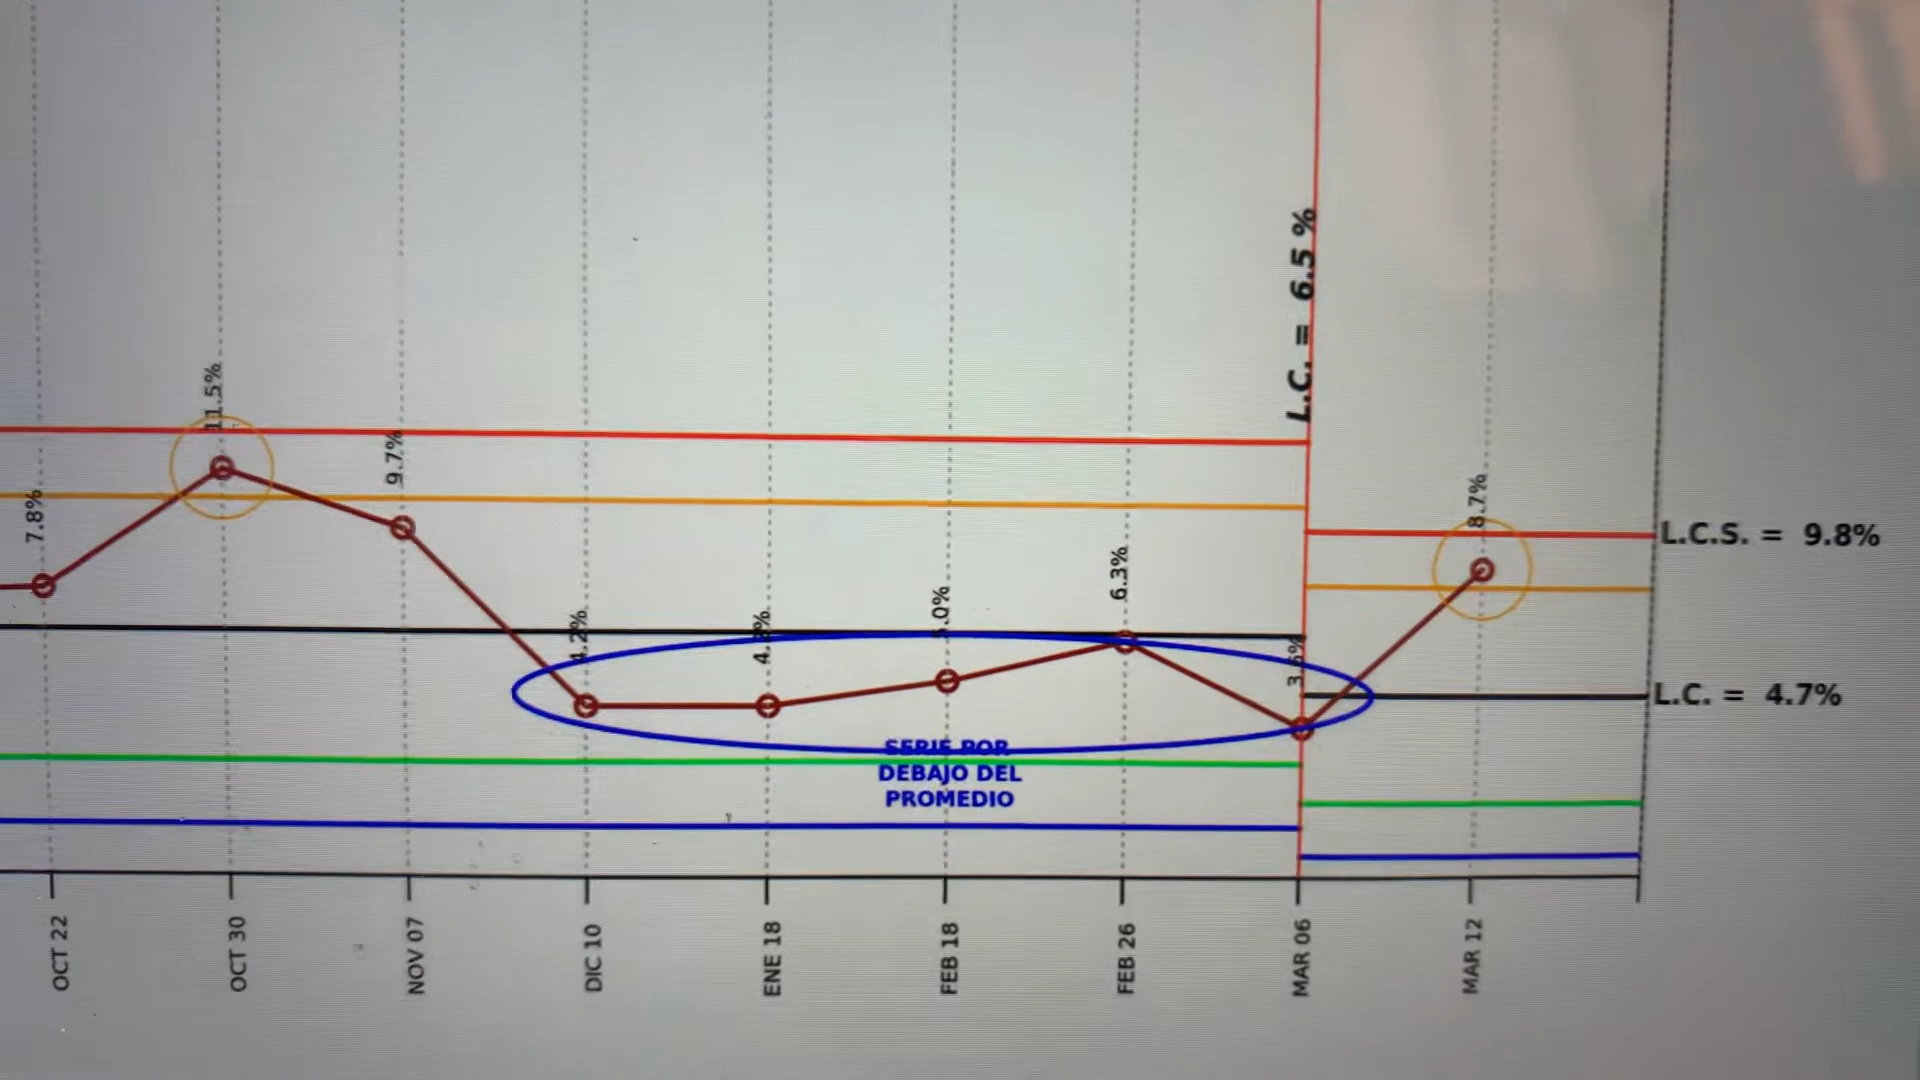 7.8%
11.5%
9.7%
4.2%
5.0%
6.3%
3.6%
8.7%
L.C. = 6.5 %
L.C.S. = 9.8%
L.C. = 4.7%
SERIE POR
DEBAJO DEL
PROMEDIO
OCT 22
OCT 30
NOV 07
DIC 10
ENE 18
FEB 18
FEB 26
MAR 06
MAR 12